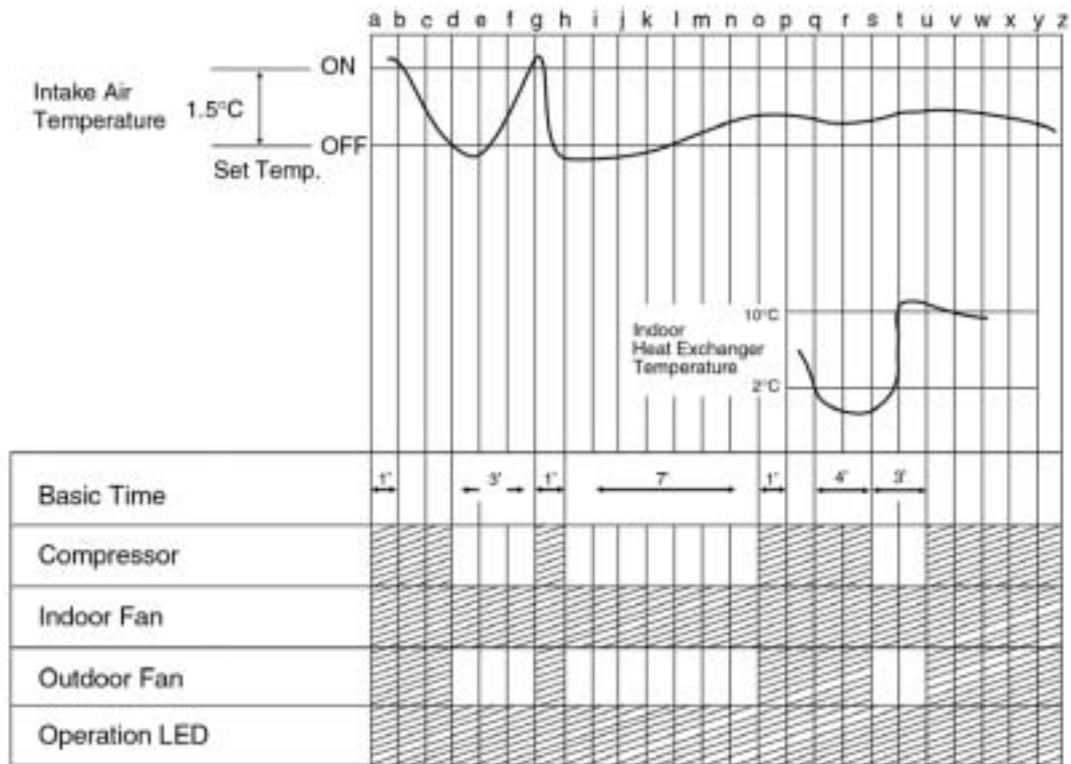 a b c d e f g h i j k l m n o p q r s t u v w x y z
ON
Intake Air
Temperature
1.5°C
OFF
Set Temp.
10°C
Indoor
Heat Exchanger
Temperature
2°C
Basic Time
1" 3' 1" 7' 1" 4' 3'
Compressor
Indoor Fan
Outdoor Fan
Operation LED